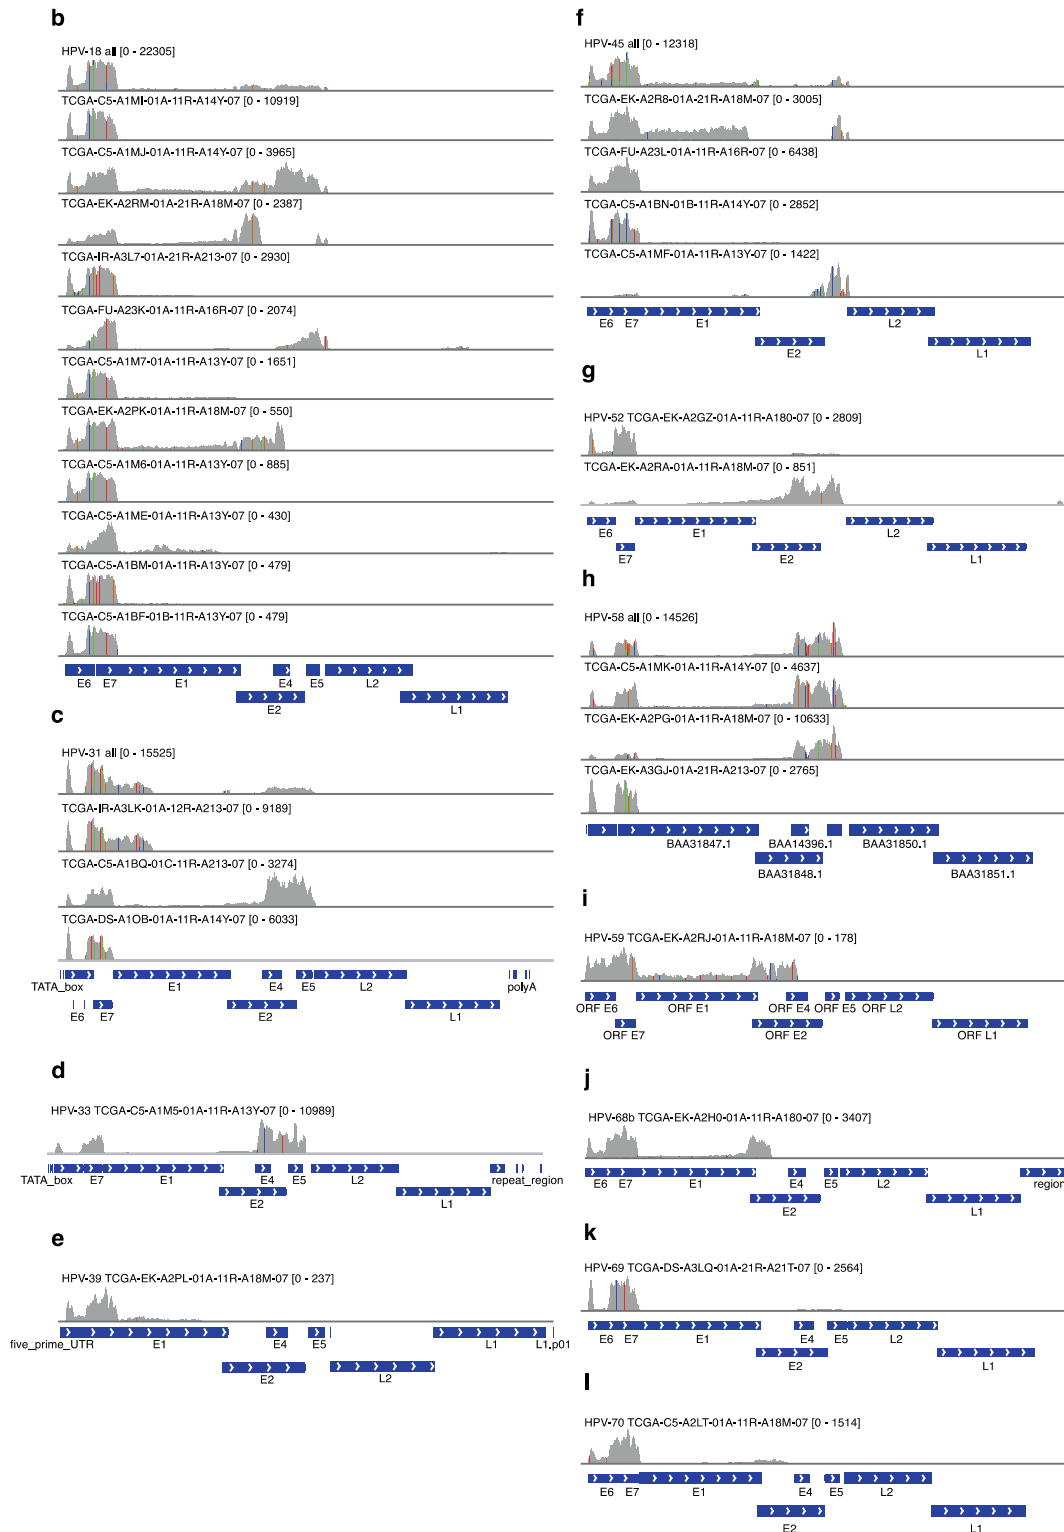 b
HPV-18 all [0 - 22305]
TCGA-C5-A1MI-01A-11R-A14Y-07 [0 - 10919]
TCGA-C5-A1MJ-01A-11R-A14Y-07 [0 - 3965]
TCGA-EK-A2RM-01A-21R-A18M-07 [0 - 2387]
TCGA-IR-A3L7-01A-21R-A213-07 [0 - 2930]
TCGA-FU-A23K-01A-11R-A16R-07 [0 - 2074]
TCGA-C5-A1M7-01A-11R-A13Y-07 [0 - 1651]
TCGA-EK-A2PK-01A-11R-A18M-07 [0 - 550]
TCGA-C5-A1M6-01A-11R-A13Y-07 [0 - 885]
TCGA-C5-A1ME-01A-11R-A13Y-07 [0 - 430]
TCGA-C5-A1BM-01A-11R-A13Y-07 [0 - 479]
TCGA-C5-A1BF-01B-11R-A13Y-07 [0 - 479]
E6 E7 E1 E4 E5 L2
E2 L1
c
HPV-31 all [0 - 15525]
TCGA-IR-A3LK-01A-12R-A213-07 [0 - 9189]
TCGA-C5-A1BQ-01C-11R-A213-07 [0 - 3274]
TCGA-DS-A1OB-01A-11R-A14Y-07 [0 - 6033]
TATA_box E1 E4 E5 L2 polyA
E6 E7 E2 L1
d
HPV-33 TCGA-C5-A1M5-01A-11R-A13Y-07 [0 - 10989]
TATA_box E7 E1 E4 E5 L2 repeat_region
E2 L1
e
HPV-39 TCGA-EK-A2PL-01A-11R-A18M-07 [0 - 237]
five_prime_UTR E1 E4 E5 L1 L1.p01
E2 L2
f
HPV-45 all [0 - 12318]
TCGA-EK-A2R8-01A-21R-A18M-07 [0 - 3005]
TCGA-FU-A23L-01A-11R-A16R-07 [0 - 6438]
TCGA-C5-A1BN-01B-11R-A14Y-07 [0 - 2852]
TCGA-C5-A1MF-01A-11R-A13Y-07 [0 - 1422]
E6 E7 E1 L2
E2 L1
g
HPV-52 TCGA-EK-A2GZ-01A-11R-A180-07 [0 - 2809]
TCGA-EK-A2RA-01A-11R-A18M-07 [0 - 851]
E6 E1 L2
E7 E2 L1
h
HPV-58 all [0 - 14526]
TCGA-C5-A1MK-01A-11R-A14Y-07 [0 - 4637]
TCGA-EK-A2PG-01A-11R-A18M-07 [0 - 10633]
TCGA-EK-A3GJ-01A-21R-A213-07 [0 - 2765]
BAA31847.1 BAA14396.1 BAA31850.1
BAA31848.1 BAA31851.1
i
HPV-59 TCGA-EK-A2RJ-01A-11R-A18M-07 [0 - 178]
ORF E6 ORF E1 ORF E4 ORF E5 ORF L2
ORF E7 ORF E2 ORF L1
j
HPV-68b TCGA-EK-A2H0-01A-11R-A180-07 [0 - 3407]
E6 E7 E1 E4 E5 L2 region
E2 L1
k
HPV-69 TCGA-DS-A3LQ-01A-21R-A21T-07 [0 - 2564]
E6 E7 E1 E4 E5 L2
E2 L1
l
HPV-70 TCGA-C5-A2LT-01A-11R-A18M-07 [0 - 1514]
E6 E7 E1 E4 E5 L2
E2 L1